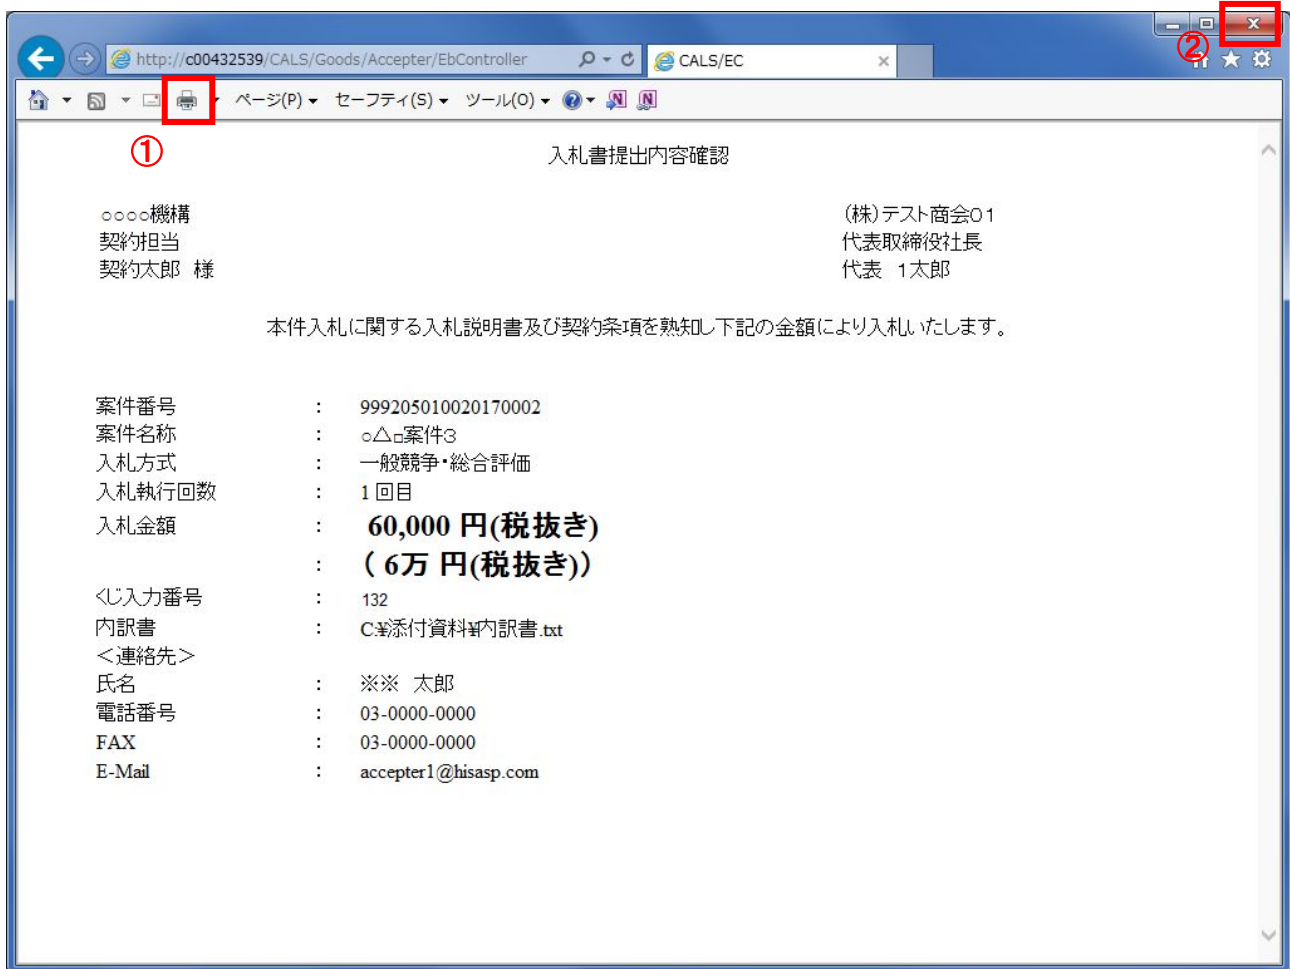 ②
http://c00432539/CALS/Goods/Accepter/EbController
CALS/EC
ページ(P) セーフティ(S) ツール(O)
①
入札書提出内容確認
○○○○機構
契約担当
契約太郎 様
(株)テスト商会01
代表取締役社長
代表 1太郎
本件入札に関する入札説明書及び契約条項を熟知し下記の金額により入札いたします。
案件番号 : 999205010020170002
案件名称 : ○△□案件3
入札方式 : 一般競争・総合評価
入札執行回数 : 1 回目
入札金額 : 60,000 円(税抜き)
: ( 6万 円(税抜き))
くじ入力番号 : 132
内訳書 : C:¥添付資料¥内訳書.txt
＜連絡先＞
氏名 : ※※ 太郎
電話番号 : 03-0000-0000
FAX : 03-0000-0000
E-Mail : accepter1@hisasp.com